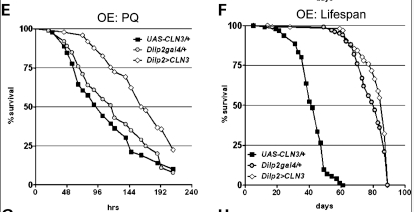 days
E
OE: PQ
100
75
50
25
0
% survival
UAS-CLN3/+
Dilp2gal4/+
Dilp2>CLN3
0 48 96 144 192 240
hrs
F
OE: Lifespan
100
75
50
25
0
% survival
UAS-CLN3/+
Dilp2gal4/+
Dilp2>CLN3
0 20 40 60 80 100
days